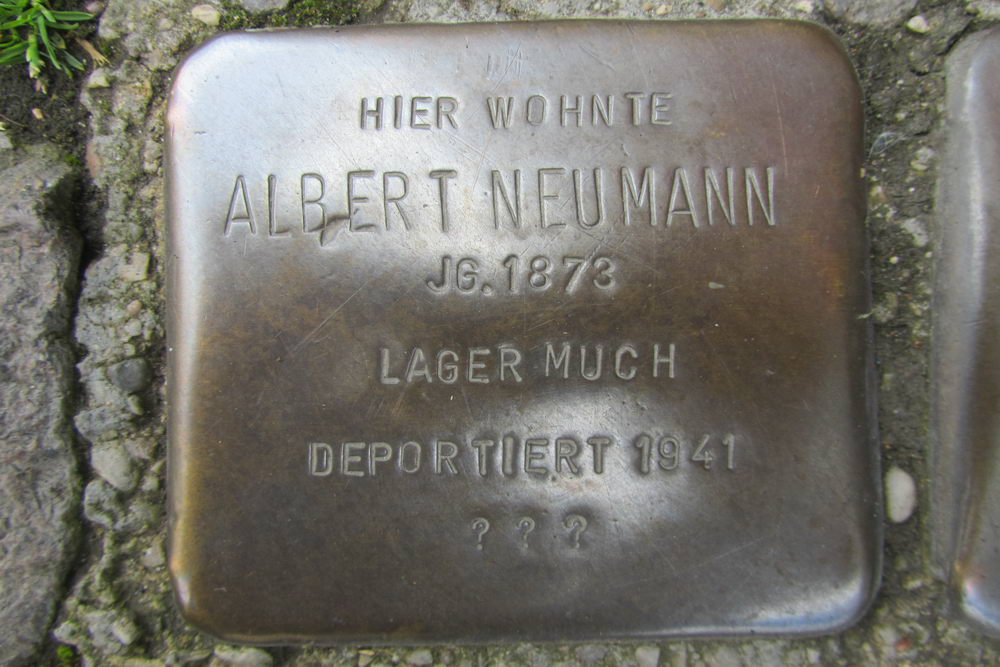 HIER WOHNTE
ALBERT NEUMANN
JG. 1873
LAGER MUCH
DEPORTIERT 1941
? ? ?